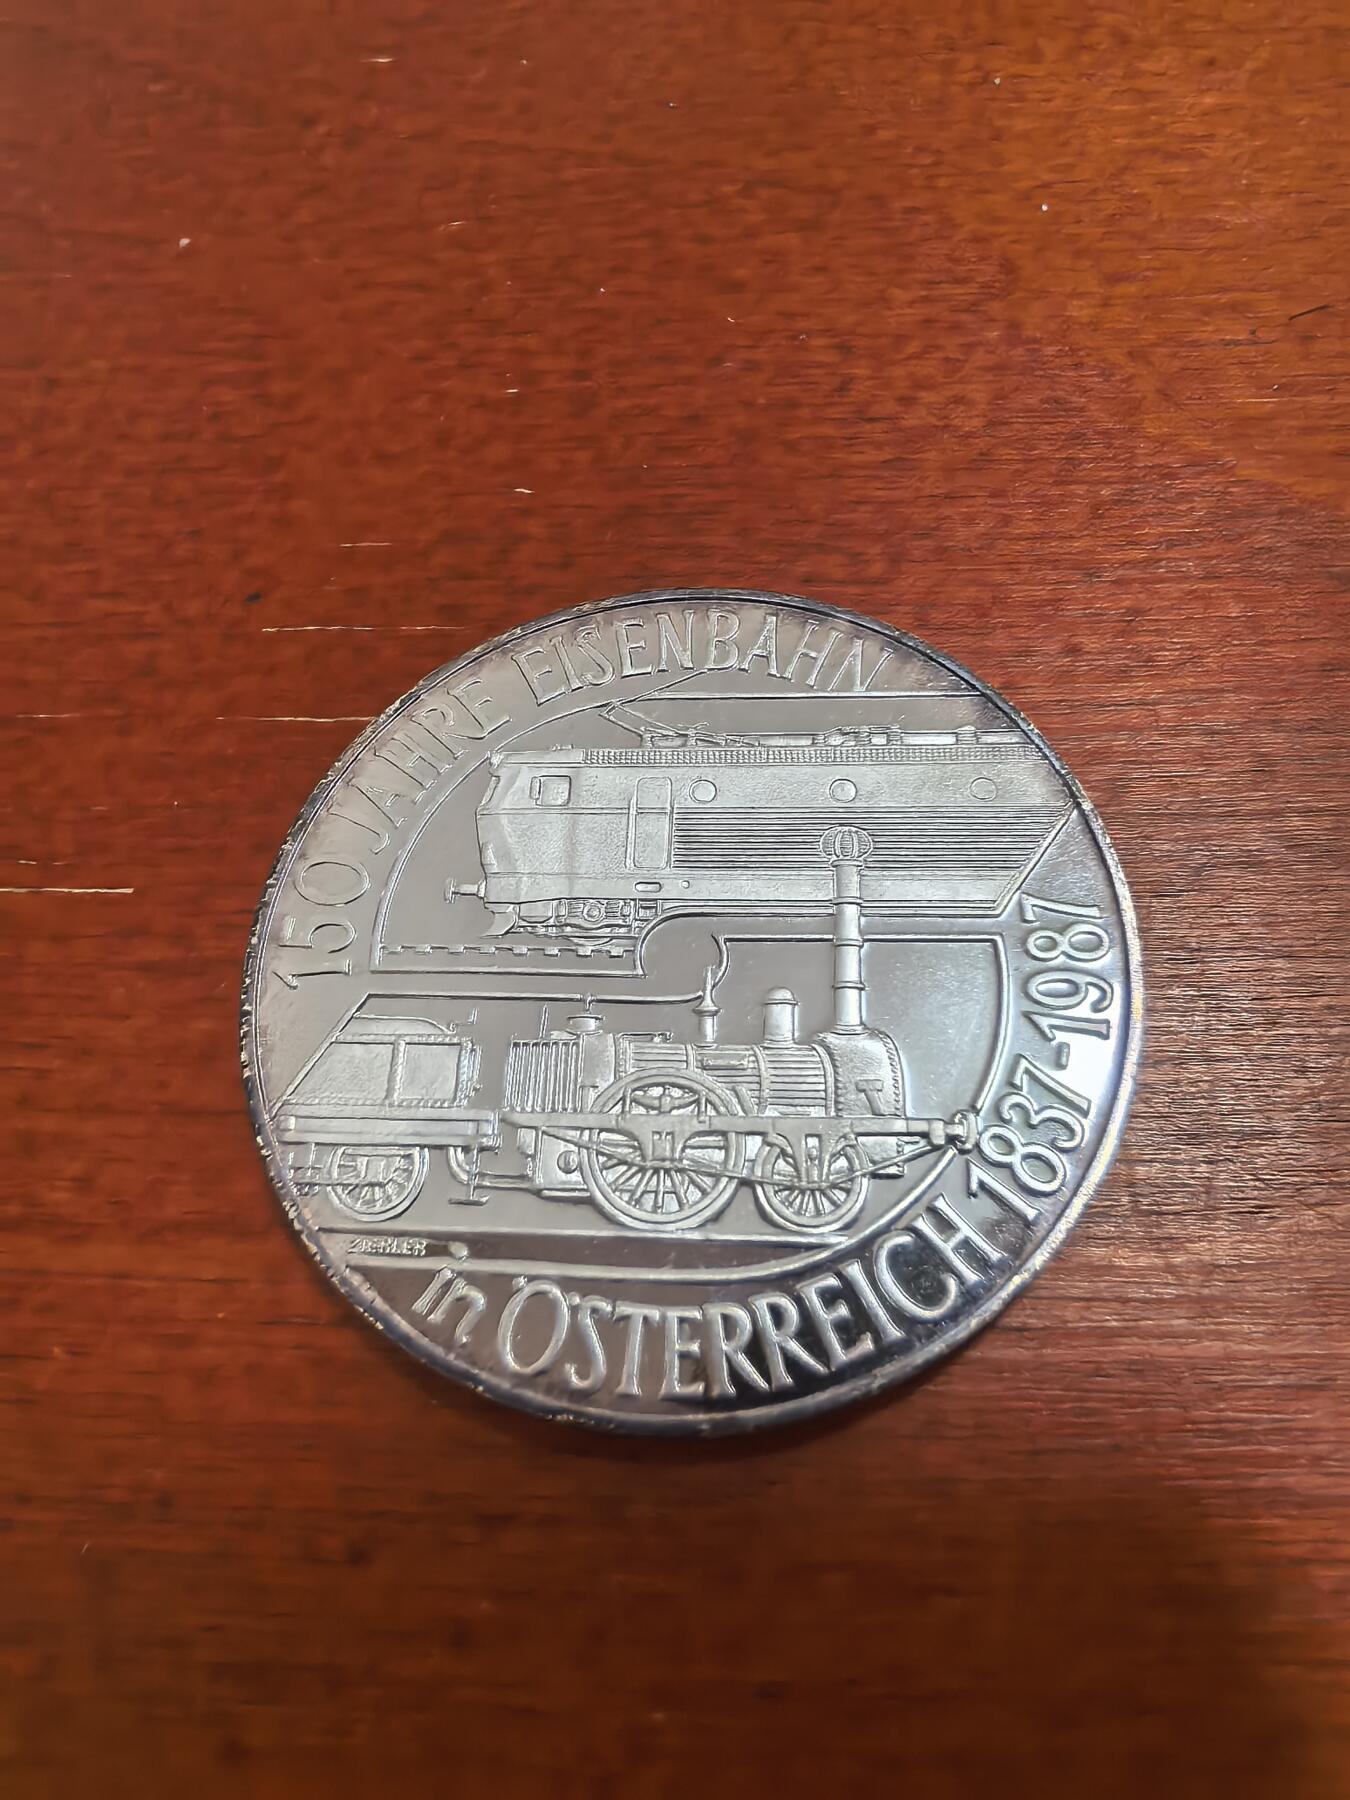 150 JAHRE EISENBAHN
in ÖSTERREICH 1837-1987